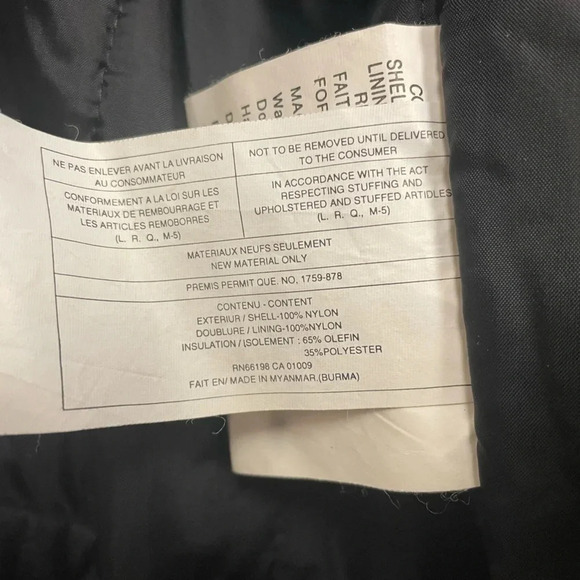 SHEL
LININ
FAIT
FOR
NE PAS ENLEVER AVANT LA LIVRAISON
AU CONSOMMATEUR
NOT TO BE REMOVED UNTIL DELIVERED
TO THE CONSUMER
CONFORMEMENT A LA LOI SUR LES
MATERIAUX DE REMBOURRAGE ET
LES ARTICLES REMOBORRES
(L. R. Q., M-5)
IN ACCORDANCE WITH THE ACT
RESPECTING STUFFING AND
UPHOLSTERED AND STUFFED ARTICLES
(L. R. Q., M-5)
MATERIAUX NEUFS SEULEMENT
NEW MATERIAL ONLY
PREMIS PERMIT QUE. NO, 1759-878
CONTENU - CONTENT
EXTERIUR / SHELL-100% NYLON
DOUBLURE / LINING-100%NYLON
INSULATION / ISOLEMENT : 65% OLEFIN
35%POLYESTER
RN66198 CA 01009
FAIT EN/ MADE IN MYANMAR.(BURMA)